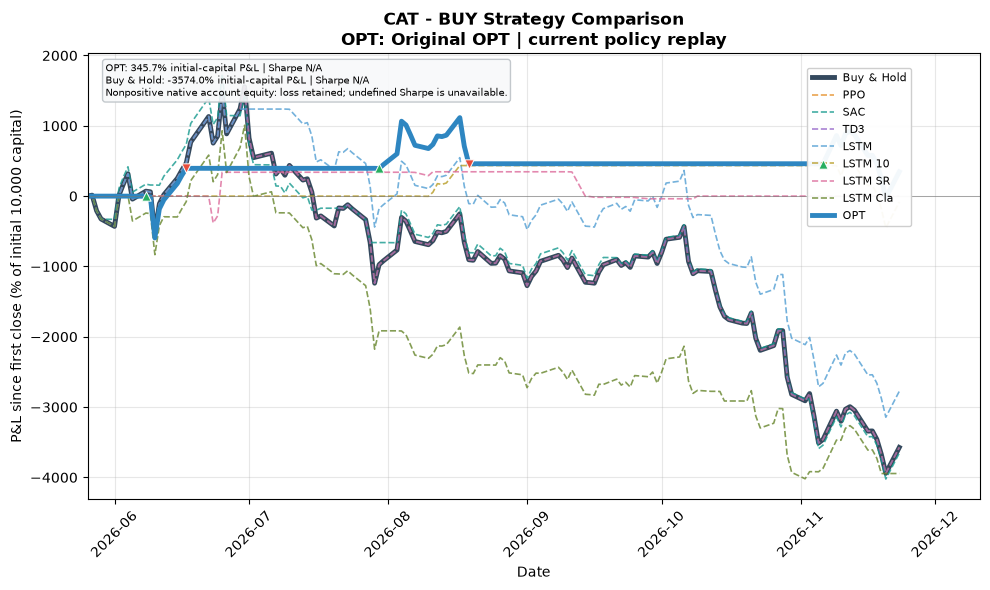 CAT - BUY Strategy Comparison
OPT: Original OPT | current policy replay
OPT: 345.7% initial-capital P&L | Sharpe N/A
Buy & Hold: -3574.0% initial-capital P&L | Sharpe N/A
Nonpositive native account equity: loss retained; undefined Sharpe is unavailable.
Buy & Hold
PPO
SAC
TD3
LSTM
LSTM 10
LSTM SR
LSTM Cla
OPT
P&L since first close (% of initial 10,000 capital)
2000
1000
0
−1000
−2000
−3000
−4000
2026-06
2026-07
2026-08
2026-09
2026-10
2026-11
2026-12
Date